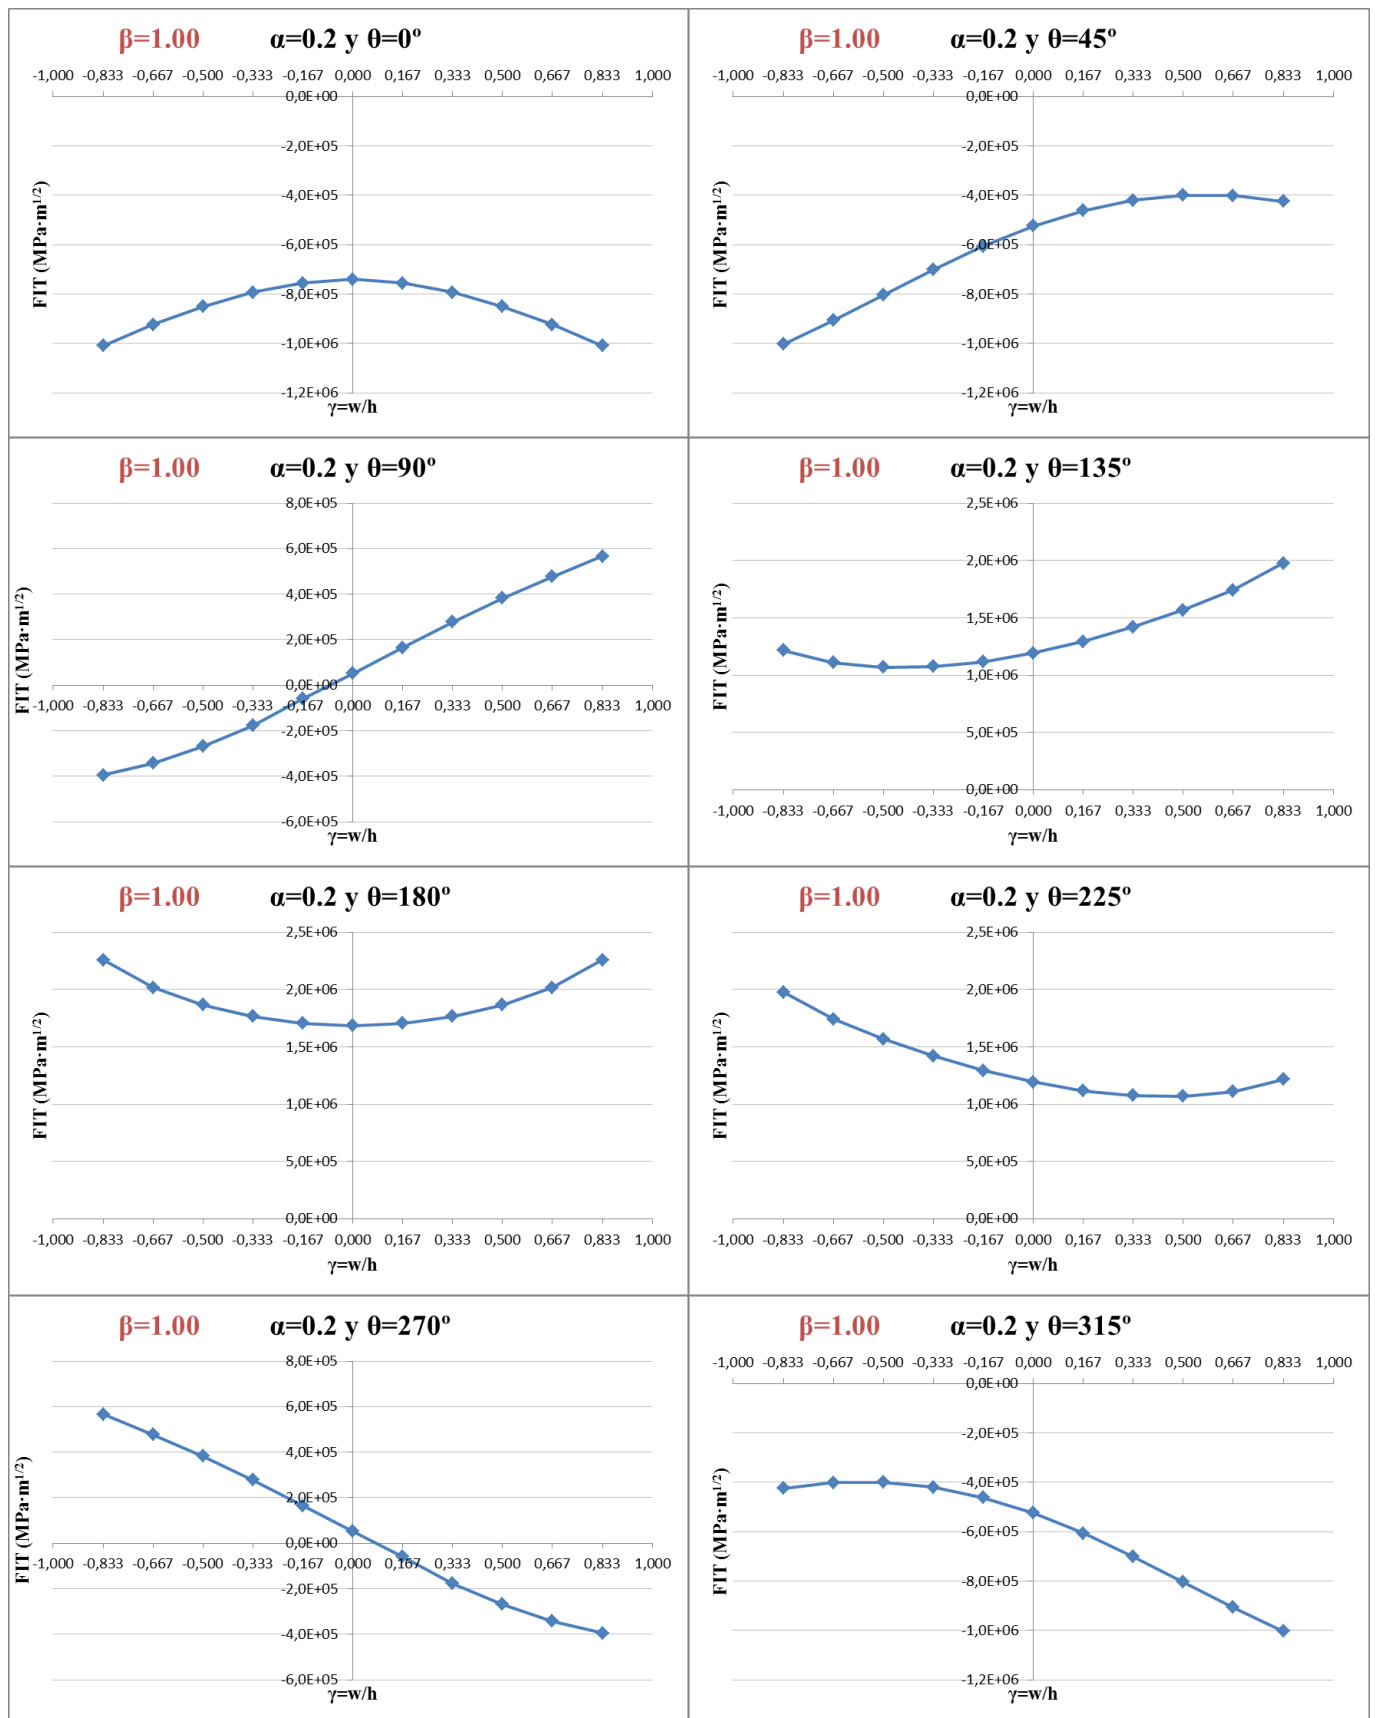 β=1.00 α=0.2 y θ=0º
-1,000 -0,833 -0,667 -0,500 -0,333 -0,167 0,000 0,167 0,333 0,500 0,667 0,833 1,000
0,0E+00
-2,0E+05
-4,0E+05
-6,0E+05
-8,0E+05
-1,0E+06
-1,2E+06
FIT (MPa·m1/2)
γ=w/h
β=1.00 α=0.2 y θ=45º
-1,000 -0,833 -0,667 -0,500 -0,333 -0,167 0,000 0,167 0,333 0,500 0,667 0,833 1,000
0,0E+00
-2,0E+05
-4,0E+05
-6,0E+05
-8,0E+05
-1,0E+06
-1,2E+06
FIT (MPa·m1/2)
γ=w/h
β=1.00 α=0.2 y θ=90º
8,0E+05
6,0E+05
4,0E+05
2,0E+05
0,0E+00
-1,000 -0,833 -0,667 -0,500 -0,333 -0,167 0,000 0,167 0,333 0,500 0,667 0,833 1,000
-2,0E+05
-4,0E+05
-6,0E+05
FIT (MPa·m1/2)
γ=w/h
β=1.00 α=0.2 y θ=135º
2,5E+06
2,0E+06
1,5E+06
1,0E+06
5,0E+05
0,0E+00
-1,000 -0,833 -0,667 -0,500 -0,333 -0,167 0,000 0,167 0,333 0,500 0,667 0,833 1,000
FIT (MPa·m1/2)
γ=w/h
β=1.00 α=0.2 y θ=180º
2,5E+06
2,0E+06
1,5E+06
1,0E+06
5,0E+05
0,0E+00
-1,000 -0,833 -0,667 -0,500 -0,333 -0,167 0,000 0,167 0,333 0,500 0,667 0,833 1,000
FIT (MPa·m1/2)
γ=w/h
β=1.00 α=0.2 y θ=225º
2,5E+06
2,0E+06
1,5E+06
1,0E+06
5,0E+05
0,0E+00
-1,000 -0,833 -0,667 -0,500 -0,333 -0,167 0,000 0,167 0,333 0,500 0,667 0,833 1,000
FIT (MPa·m1/2)
γ=w/h
β=1.00 α=0.2 y θ=270º
8,0E+05
6,0E+05
4,0E+05
2,0E+05
0,0E+00
-1,000 -0,833 -0,667 -0,500 -0,333 -0,167 0,000 0,167 0,333 0,500 0,667 0,833 1,000
-2,0E+05
-4,0E+05
-6,0E+05
FIT (MPa·m1/2)
γ=w/h
β=1.00 α=0.2 y θ=315º
-1,000 -0,833 -0,667 -0,500 -0,333 -0,167 0,000 0,167 0,333 0,500 0,667 0,833 1,000
0,0E+00
-2,0E+05
-4,0E+05
-6,0E+05
-8,0E+05
-1,0E+06
-1,2E+06
FIT (MPa·m1/2)
γ=w/h